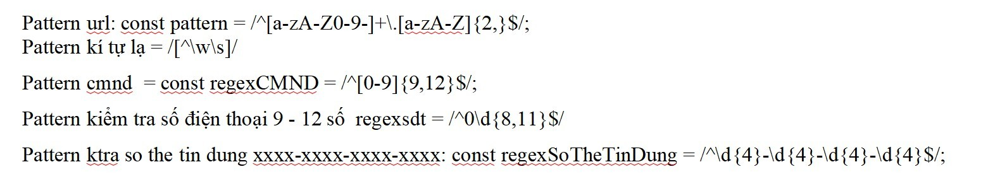 Pattern url: const pattern = /^[a-zA-Z0-9-]+\.[a-zA-Z]{2,}$/;
Pattern kí tự lạ = /[^\w\s]/
Pattern cmnd  = const regexCMND = /^[0-9]{9,12}$/;
Pattern kiểm tra số điện thoại 9 - 12 số  regexsdt = /^0\d{8,11}$/
Pattern ktra so the tin dung xxxx-xxxx-xxxx-xxxx: const regexSoTheTinDung = /^\d{4}-\d{4}-\d{4}-\d{4}$/;